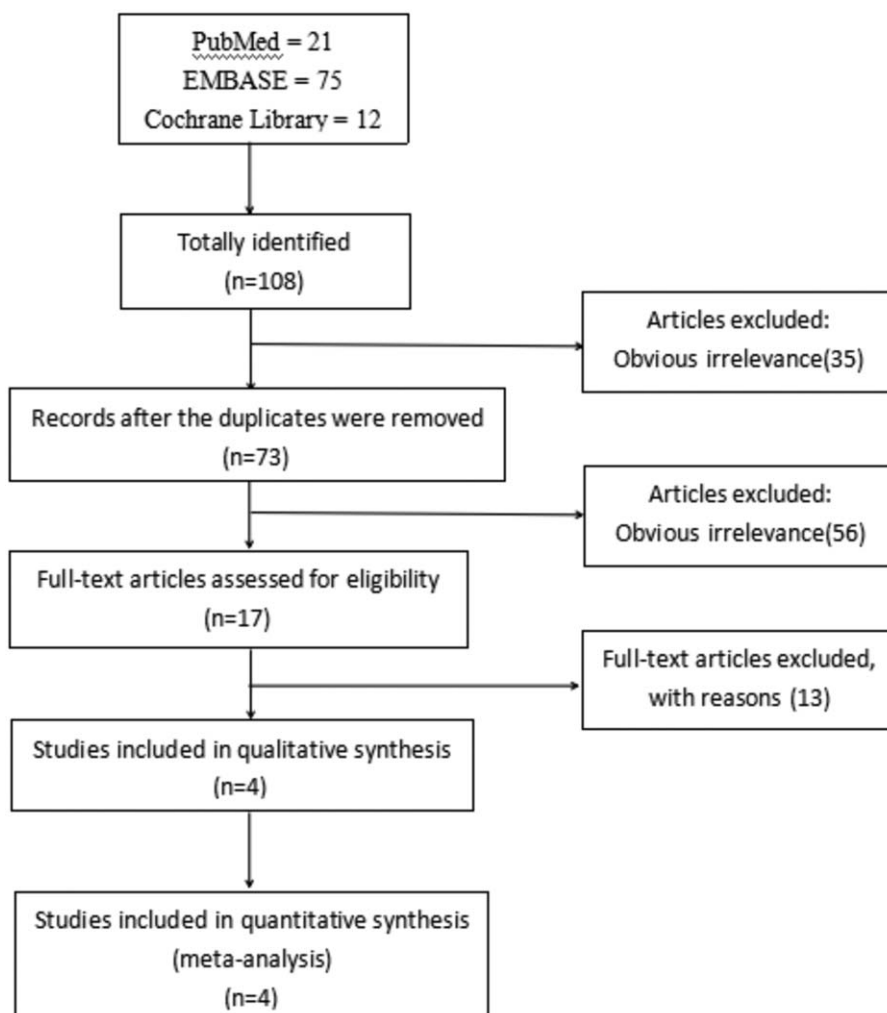 PubMed = 21
EMBASE = 75
Cochrane Library = 12
Totally identified
(n=108)
Articles excluded:
Obvious irrelevance(35)
Records after the duplicates were removed
(n=73)
Articles excluded:
Obvious irrelevance(56)
Full-text articles assessed for eligibility
(n=17)
Full-text articles excluded,
with reasons (13)
Studies included in qualitative synthesis
(n=4)
Studies included in quantitative synthesis
(meta-analysis)
(n=4)